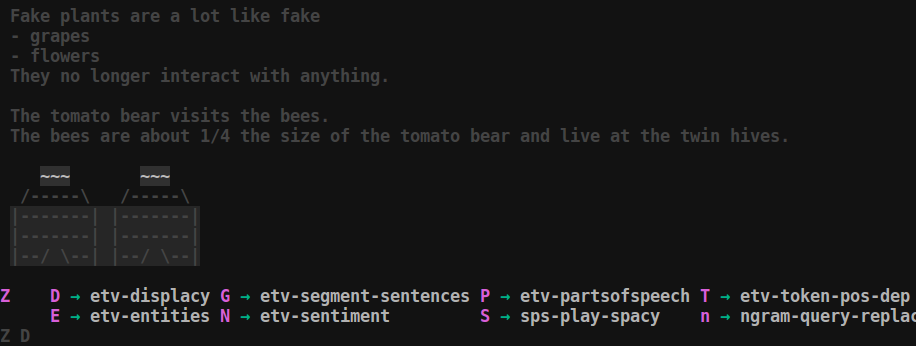 Fake plants are a lot like fake
- grapes
- flowers
They no longer interact with anything.
The tomato bear visits the bees.
The bees are about 1/4 the size of the tomato bear and live at the twin hives.
~~~ ~~~
/-----\ /-----\
|-------| |-------|
|-------| |-------|
|--/ \--| |--/ \--|
Z D → etv-displacy G → etv-segment-sentences P → etv-partsofspeech T → etv-token-pos-dep
E → etv-entities N → etv-sentiment S → sps-play-spacy n → ngram-query-replac
Z D